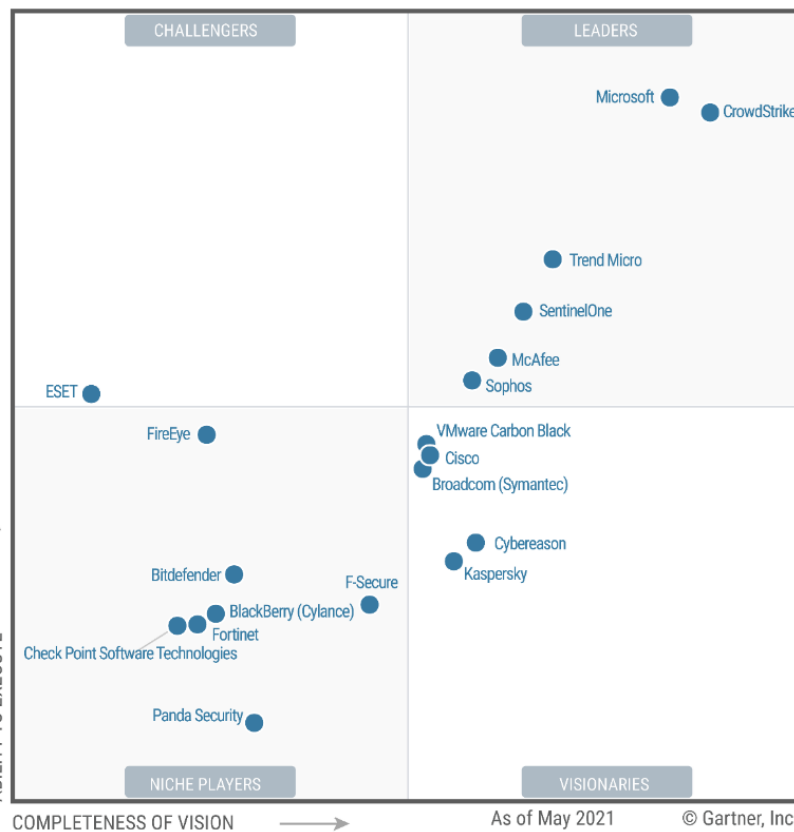 CHALLENGERS
LEADERS
Microsoft
CrowdStrike
Trend Micro
SentinelOne
McAfee
Sophos
ESET
FireEye
VMware Carbon Black
Cisco
Broadcom (Symantec)
Cybereason
Kaspersky
Bitdefender
F-Secure
BlackBerry (Cylance)
Fortinet
Check Point Software Technologies
Panda Security
NICHE PLAYERS
VISIONARIES
COMPLETENESS OF VISION
As of May 2021
© Gartner, Inc